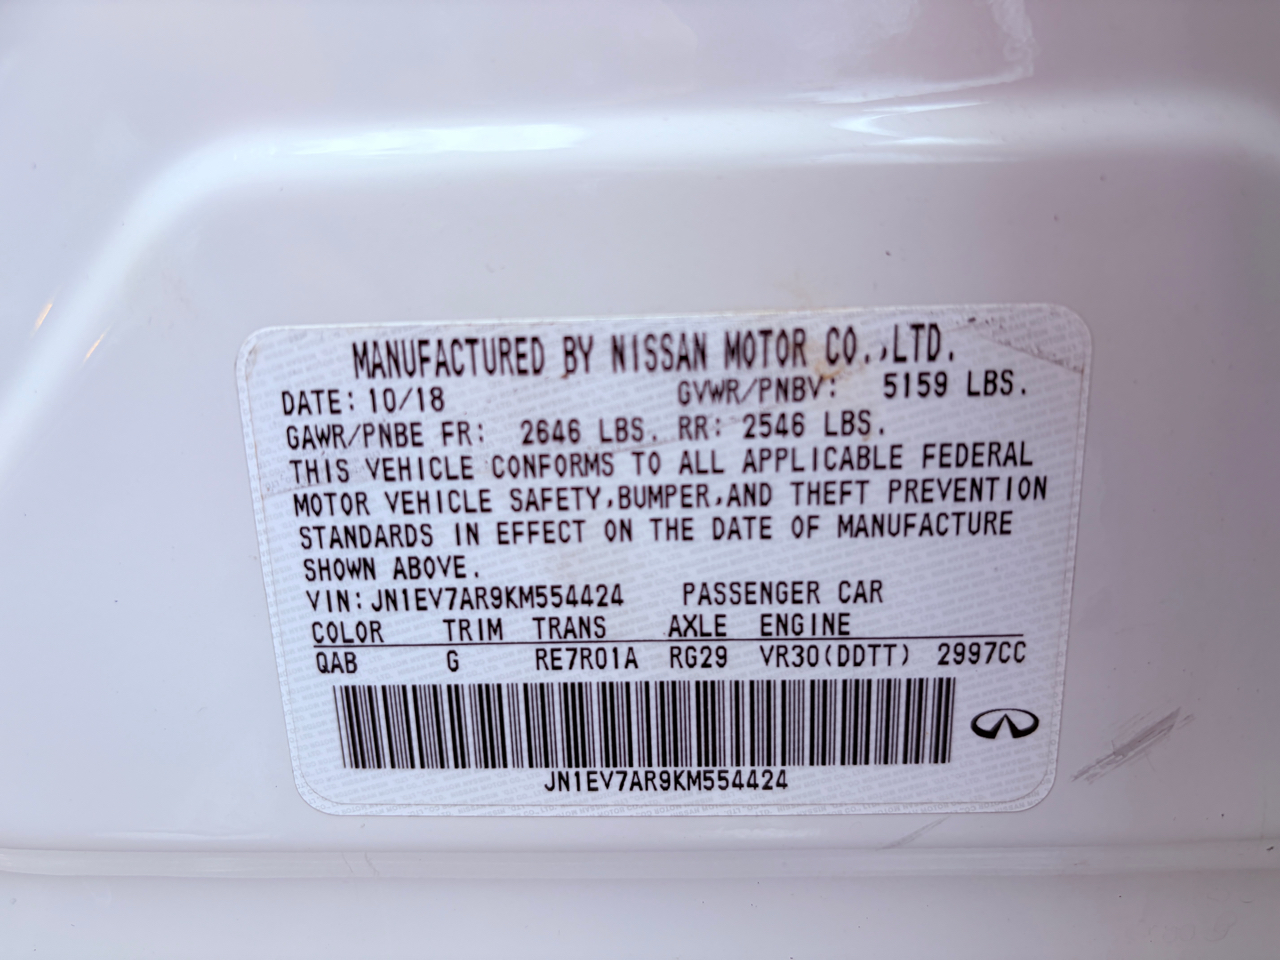 MANUFACTURED BY NISSAN MOTOR CO.,LTD.
DATE: 10/18 GVWR/PNBV: 5159 LBS.
GAWR/PNBE FR: 2646 LBS. RR: 2546 LBS.
THIS VEHICLE CONFORMS TO ALL APPLICABLE FEDERAL
MOTOR VEHICLE SAFETY,BUMPER,AND THEFT PREVENTION
STANDARDS IN EFFECT ON THE DATE OF MANUFACTURE
SHOWN ABOVE.
VIN: JN1EV7AR9KM554424 PASSENGER CAR
COLOR TRIM TRANS AXLE ENGINE
QAB G RE7R01A RG29 VR30(DDTT) 2997CC
JN1EV7AR9KM554424